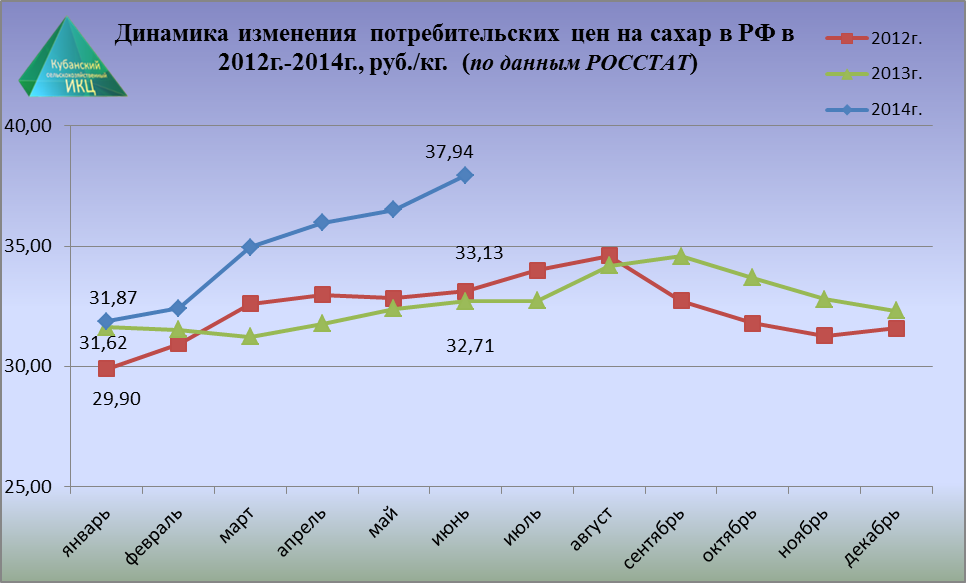 Кубанский
сельскохозяйственный
ИКЦ
Динамика изменения потребительских цен на сахар в РФ в
2012г.-2014г., руб./кг. (по данным РОССТАТ)
2012г.
2013г.
2014г.
40,00
35,00
30,00
25,00
37,94
33,13
31,87
31,62
32,71
29,90
январь
февраль
март
апрель
май
июнь
июль
август
сентябрь
октябрь
ноябрь
декабрь